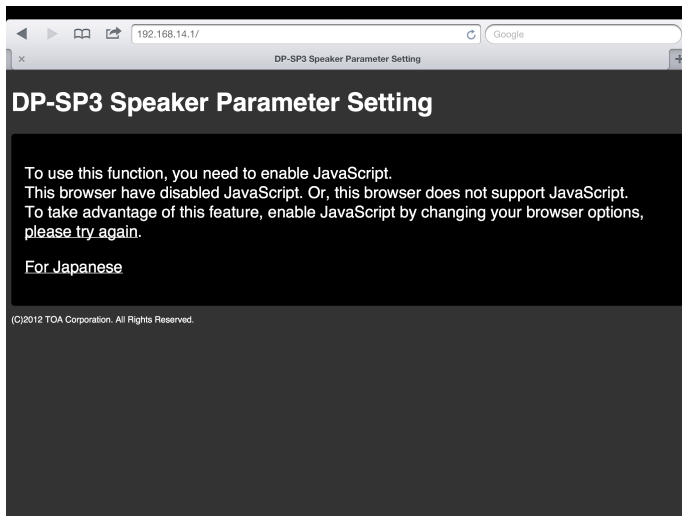 192.168.14.1/
Google
DP-SP3 Speaker Parameter Setting
DP-SP3 Speaker Parameter Setting
To use this function, you need to enable JavaScript.
This browser have disabled JavaScript. Or, this browser does not support JavaScript.
To take advantage of this feature, enable JavaScript by changing your browser options,
please try again.
For Japanese
(C)2012 TOA Corporation. All Rights Reserved.